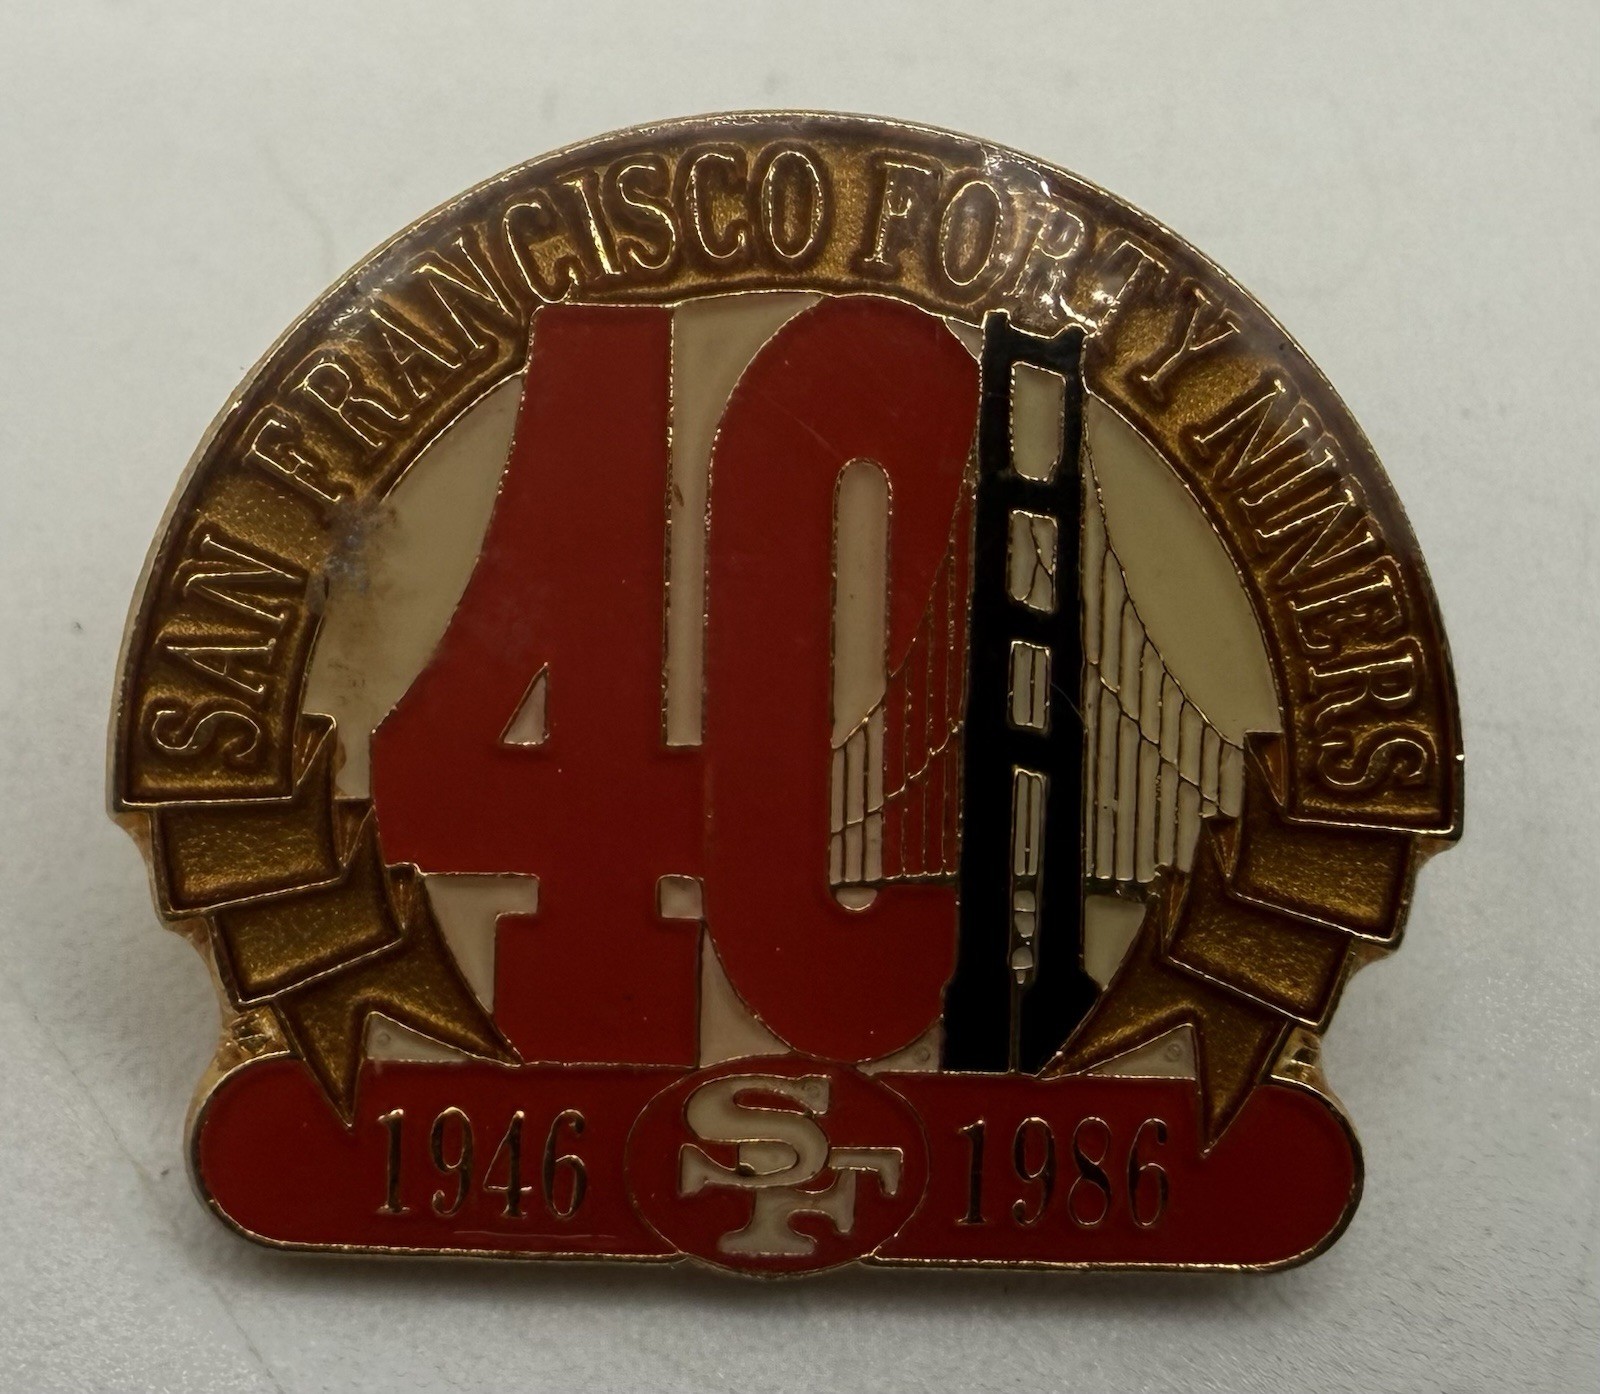 SAN FRANCISCO FORTY NINERS
40
1946 SF 1986